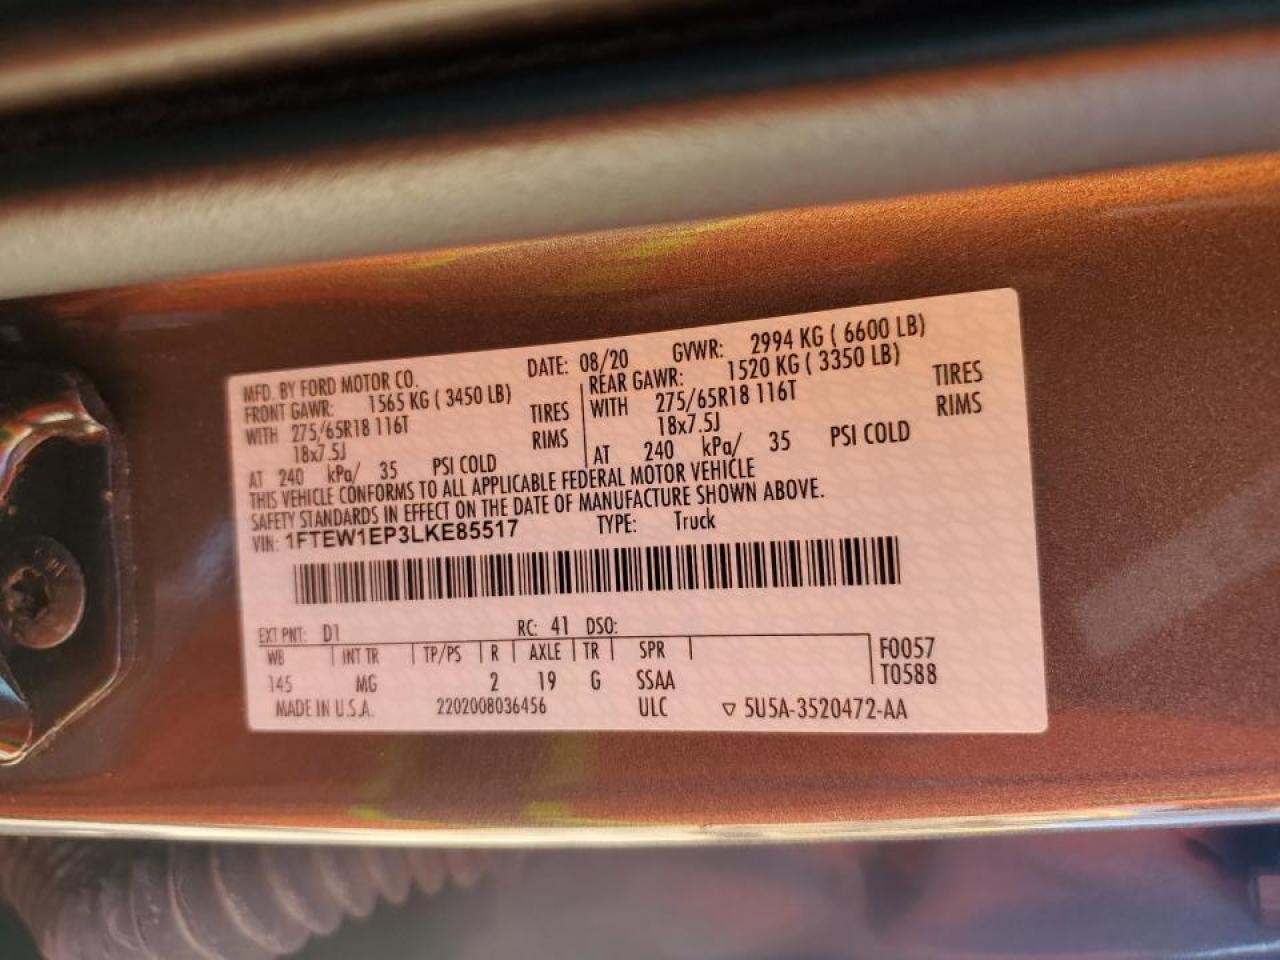 MFD. BY FORD MOTOR CO. DATE: 08/20 GVWR: 2994 KG ( 6600 LB)
FRONT GAWR: 1565 KG ( 3450 LB) REAR GAWR: 1520 KG ( 3350 LB)
WITH 275/65R18 116T TIRES WITH 275/65R18 116T TIRES
18x7.5J RIMS 18x7.5J RIMS
AT 240 kPa/ 35 PSI COLD AT 240 kPa/ 35 PSI COLD
THIS VEHICLE CONFORMS TO ALL APPLICABLE FEDERAL MOTOR VEHICLE
SAFETY STANDARDS IN EFFECT ON THE DATE OF MANUFACTURE SHOWN ABOVE.
VIN: 1FTEW1EP3LKE85517 TYPE: Truck
EXT PNT: D1 RC: 41 DSO:
WB INT TR TP/PS R AXLE TR SPR F0057
145 MG 2 19 G SSAA T0588
MADE IN U.S.A. 2202008036456 ULC ▽ 5U5A-3520472-AA